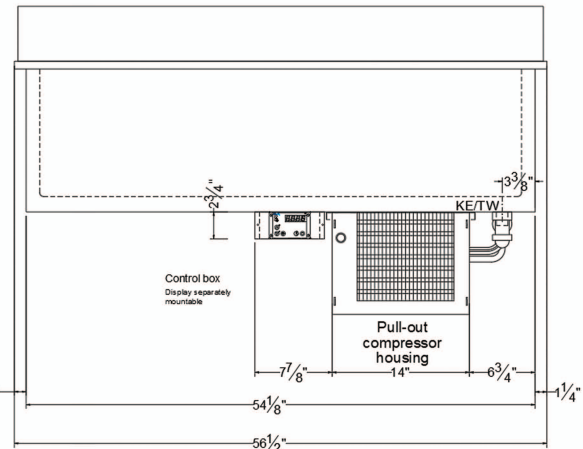 3 3/8"
KE/TW
2 3/4"
Control box
Display separately
mountable
Pull-out
compressor
housing
7 7/8"
14"
6 3/4"
1 1/4"
54 1/8"
56 1/2"